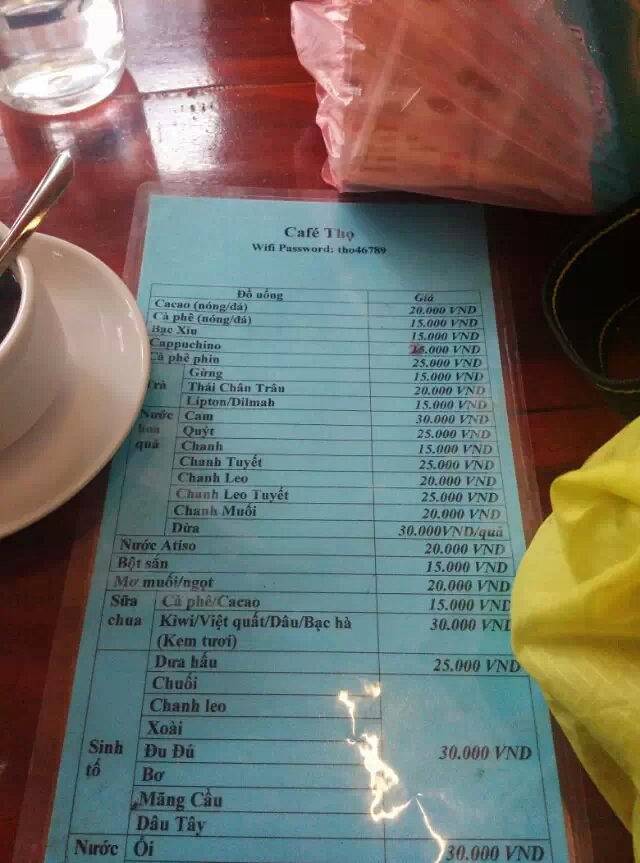 Café Thọ
Wifi Password: tho46789
Đồ uống Giá
Cacao (nóng/đá) 20.000 VND
Cà phê (nóng/đá) 15.000 VND
Bạc Xỉu 15.000 VND
Cappuchino 25.000 VND
Cà phê phin 25.000 VND
Trà Gừng 15.000 VND
Thái Chân Trâu 20.000 VND
Lipton/Dilmah 15.000 VND
Nước hoa quả Cam 30.000 VND
Quýt 25.000 VND
Chanh 15.000 VND
Chanh Tuyết 25.000 VND
Chanh Leo 20.000 VND
Chanh Leo Tuyết 25.000 VND
Chanh Muối 20.000 VND
Dừa 30.000VND/quả
Nước Atiso 20.000 VND
Bột sắn 15.000 VND
Mơ muối/ngọt 20.000 VND
Sữa chua Cà phê/Cacao 15.000 VND
Kiwi/Việt quất/Dâu/Bạc hà 30.000 VND
(Kem tươi)
Sinh tố Dưa hấu 25.000 VND
Chuối
Chanh leo
Xoài
Đu Đủ 30.000 VND
Bơ
Mãng Cầu
Dâu Tây
Nước Ổi 30.000 VND